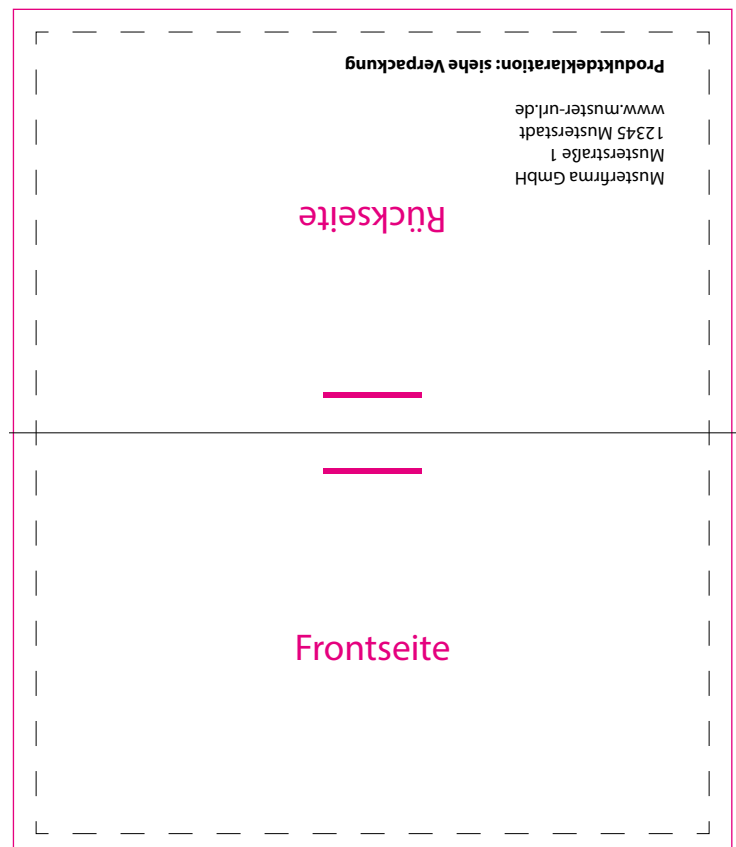 Rückseite
Musterfirma GmbH
Musterstraße 1
12345 Musterstadt
www.muster-url.de
Produktdeklaration: siehe Verpackung
Frontseite